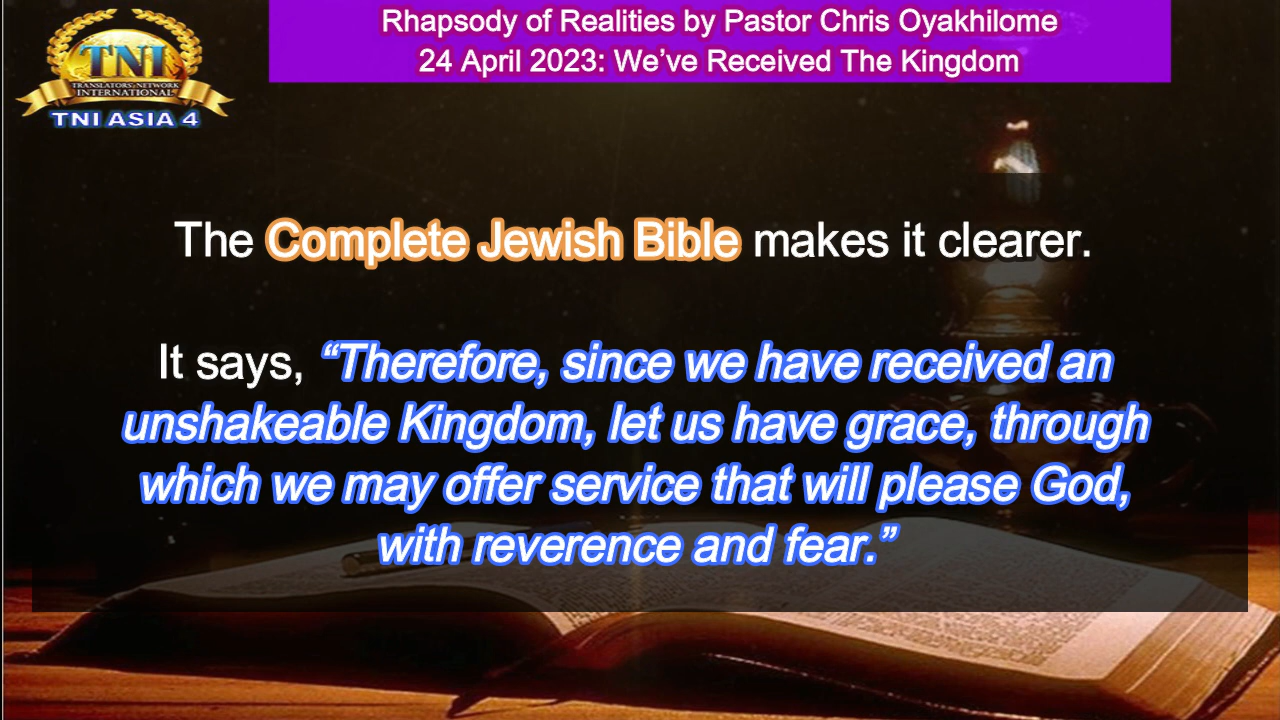 Rhapsody of Realities by Pastor Chris Oyakhilome
24 April 2023: We’ve Received The Kingdom
TNI
TRANSLATORS' NETWORK
INTERNATIONAL
TNI ASIA 4
The Complete Jewish Bible makes it clearer.
It says, “Therefore, since we have received an
unshakeable Kingdom, let us have grace, through
which we may offer service that will please God,
with reverence and fear.”